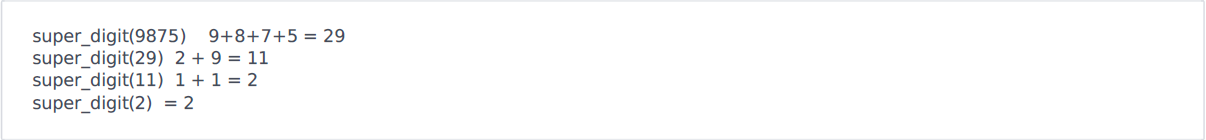 super_digit(9875)    9+8+7+5 = 29
super_digit(29)  2 + 9 = 11
super_digit(11)  1 + 1 = 2
super_digit(2)  = 2